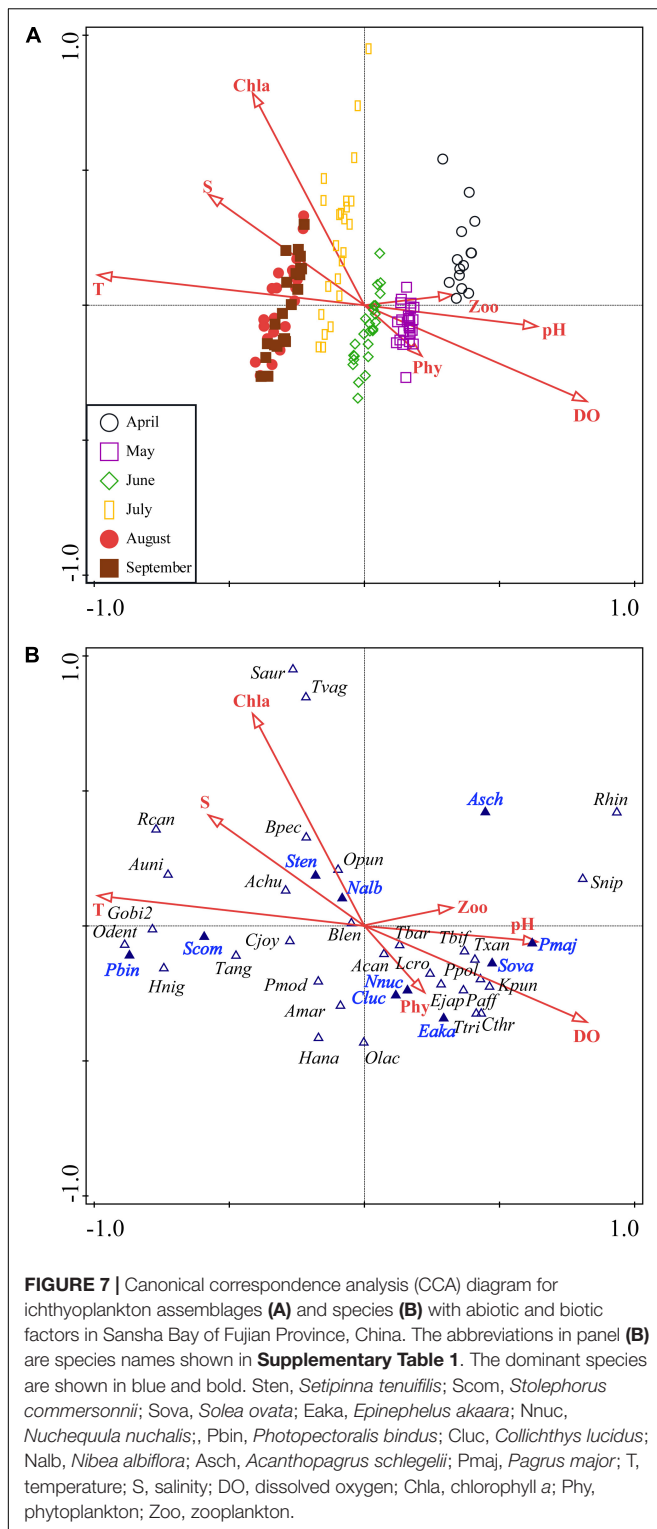 A
1.0
Chla
S
T
Zoo
pH
Phy
DO
April
May
June
July
August
September
-1.0
-1.0
1.0
B
1.0
Saur
Tvag
Chla
Asch
Rhin
S
Rcan
Bpec
Sten
Opun
Auni
Achu
Nalb
Snip
T
Zoo
Gobi2
Blen
pH
Odent
Scom
Cjoy
Tbar
Tbif
Txan
Pmaj
Pbin
Tang
Acan
Lcro
Ppol
Sova
Hnig
Pmod
Nnuc
Kpun
Cluc
Phy
Ejap
Paff
Amar
Eaka
Ttri
Cthr
DO
Hana
Olac
-1.0
-1.0
1.0
FIGURE 7 | Canonical correspondence analysis (CCA) diagram for
ichthyoplankton assemblages (A) and species (B) with abiotic and biotic
factors in Sansha Bay of Fujian Province, China. The abbreviations in panel (B)
are species names shown in Supplementary Table 1. The dominant species
are shown in blue and bold. Sten, Setipinna tenuifilis; Scom, Stolephorus
commersonnii; Sova, Solea ovata; Eaka, Epinephelus akaara; Nnuc,
Nuchequula nuchalis;, Pbin, Photopectoralis bindus; Cluc, Collichthys lucidus;
Nalb, Nibea albiflora; Asch, Acanthopagrus schlegelii; Pmaj, Pagrus major; T,
temperature; S, salinity; DO, dissolved oxygen; Chla, chlorophyll a; Phy,
phytoplankton; Zoo, zooplankton.